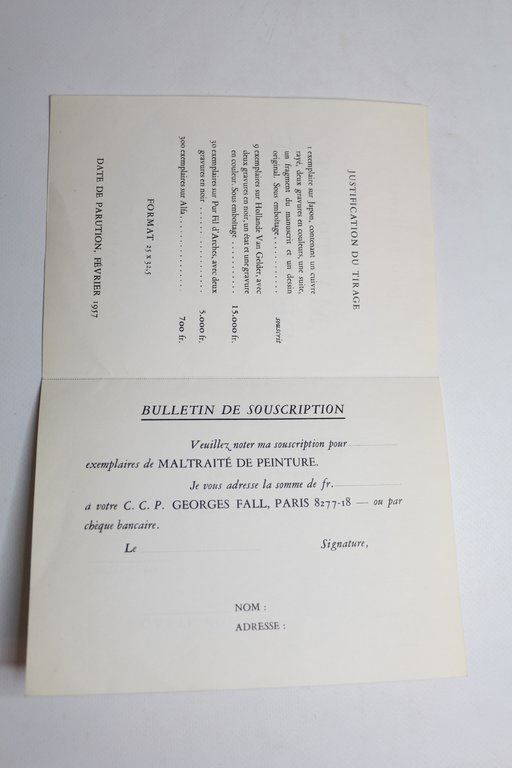 JUSTIFICATION DU TIRAGE
1 exemplaire sur Japon, contenant un cuivre
rayé, deux gravures en couleurs, une suite,
un fragment du manuscrit et un dessin
original. Sous emboîtage . . . . . . . . . . . souscrit
9 exemplaires sur Hollande Van Gelder, avec
deux gravures en noir, un état et une gravure
en couleur. Sous emboîtage . . . . . . . . . . . 15.000 fr.
30 exemplaires sur Pur Fil d'Arches, avec deux
gravures en noir . . . . . . . . . . . . . . . . 5.000 fr.
300 exemplaires sur Alfa . . . . . . . . . . . . . . 700 fr.
FORMAT 25 x 32,5
DATE DE PARUTION, FÉVRIER 1957
BULLETIN DE SOUSCRIPTION
Veuillez noter ma souscription pour
exemplaires de MALTRAITÉ DE PEINTURE.
Je vous adresse la somme de fr.
à votre C. C. P. GEORGES FALL, PARIS 8277-18 — ou par
chèque bancaire.
Le Signature,
NOM :
ADRESSE :